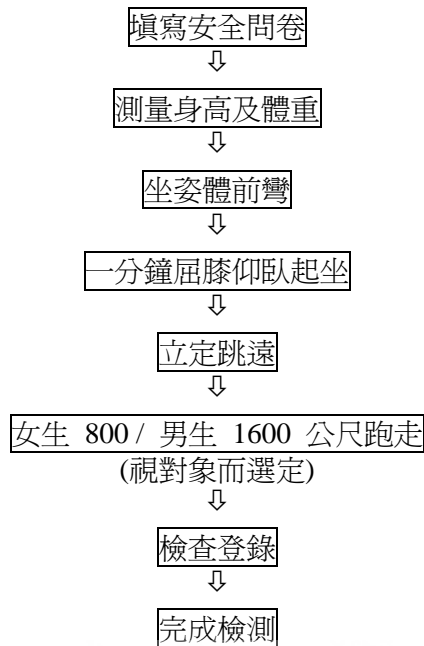 填寫安全問卷
⇩
測量身高及體重
⇩
坐姿體前彎
⇩
一分鐘屈膝仰臥起坐
⇩
立定跳遠
⇩
女生 800 / 男生 1600 公尺跑走
(視對象而選定)
⇩
檢查登錄
⇩
完成檢測